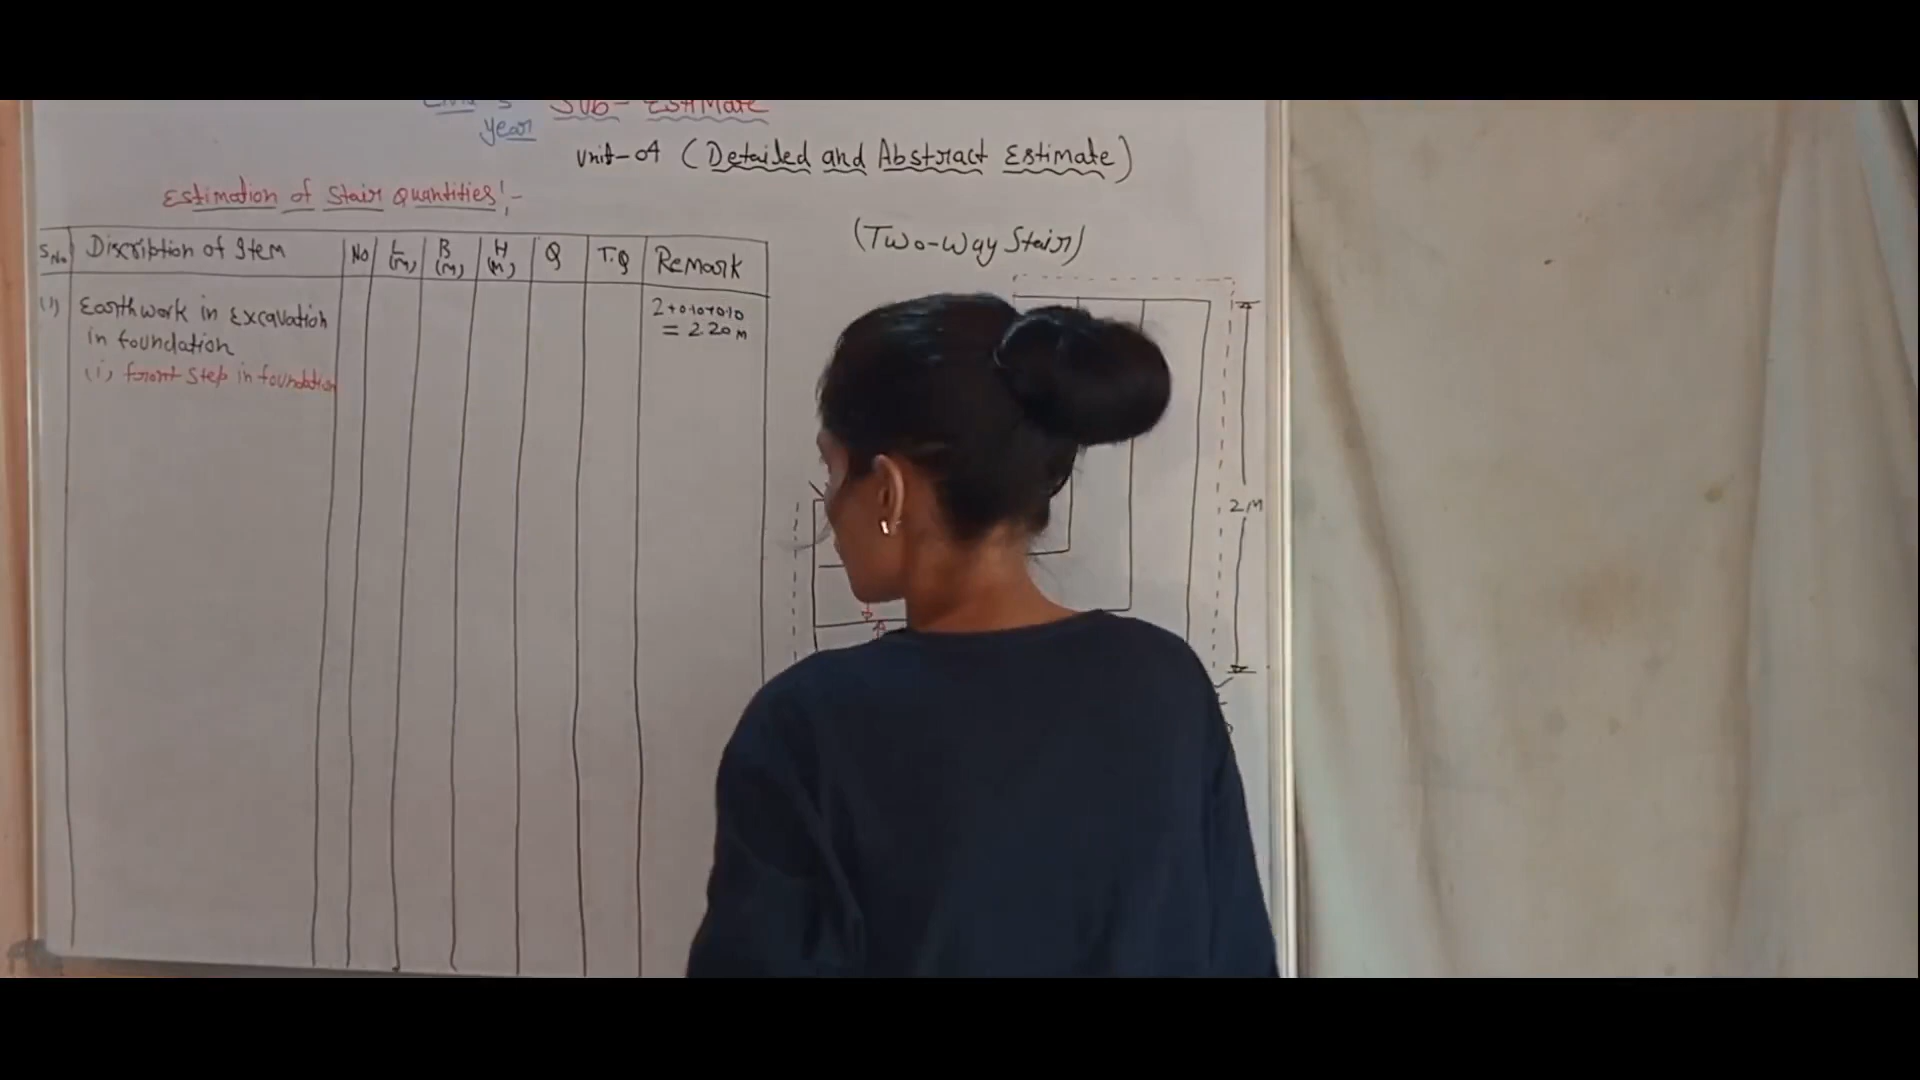 Sub- Estimate
year
Unit-04 (Detailed and Abstract Estimate)
Estimation of Stair Quantities:-
(Two-Way Stair)
S.No Discription of Item No L (M) B (M) H (M) Q T.Q Remark
(1) Earthwork in Excavation
in foundation
(i) front Step in foundation
2+0.10+0.10
= 2.20 M
2M